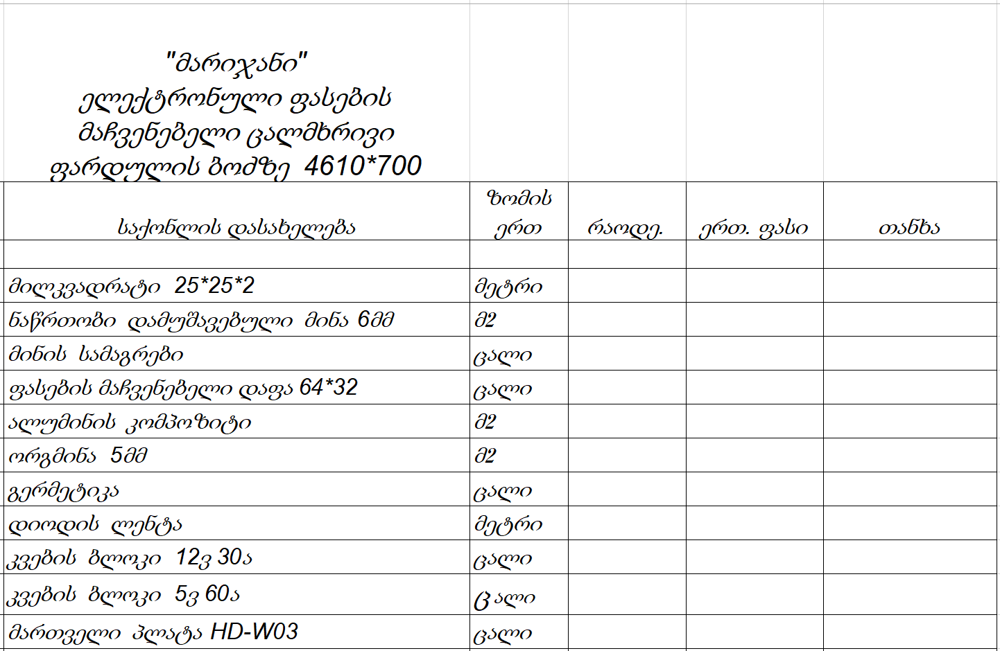 "მარიჯანი"
ელექტრონული ფასების
მაჩვენებელი ცალმხრივი
ფარდულის ბოძზე 4610*700
საქონლის დასახელება ზომის ერთ რაოდე. ერთ. ფასი თანხა
მილკვადრატი 25*25*2 მეტრი
ნაწრთობი დამუშავებული მინა 6მმ მ2
მინის სამაგრები ცალი
ფასების მაჩვენებელი დაფა 64*32 ცალი
ალუმინის კომპოზიტი მ2
ორგმინა 5მმ მ2
გერმეტიკა ცალი
დიოდის ლენტა მეტრი
კვების ბლოკი 12ვ 30ა ცალი
კვების ბლოკი 5ვ 60ა ცალი
მართველი პლატა HD-W03 ცალი